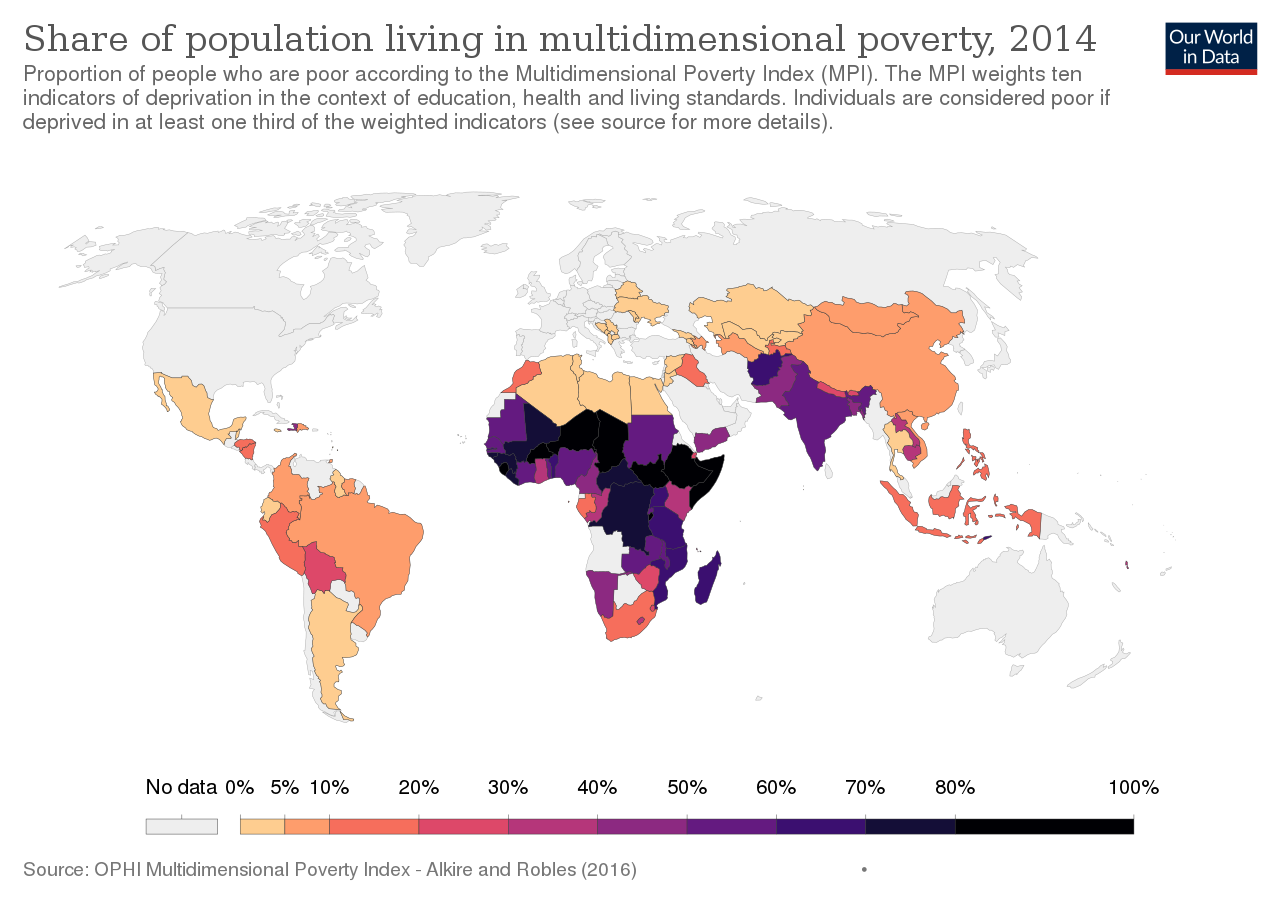 Share of population living in multidimensional poverty, 2014
Our World
in Data
Proportion of people who are poor according to the Multidimensional Poverty Index (MPI). The MPI weights ten
indicators of deprivation in the context of education, health and living standards. Individuals are considered poor if
deprived in at least one third of the weighted indicators (see source for more details).
No data 0% 5% 10% 20% 30% 40% 50% 60% 70% 80% 100%
Source: OPHI Multidimensional Poverty Index - Alkire and Robles (2016) •